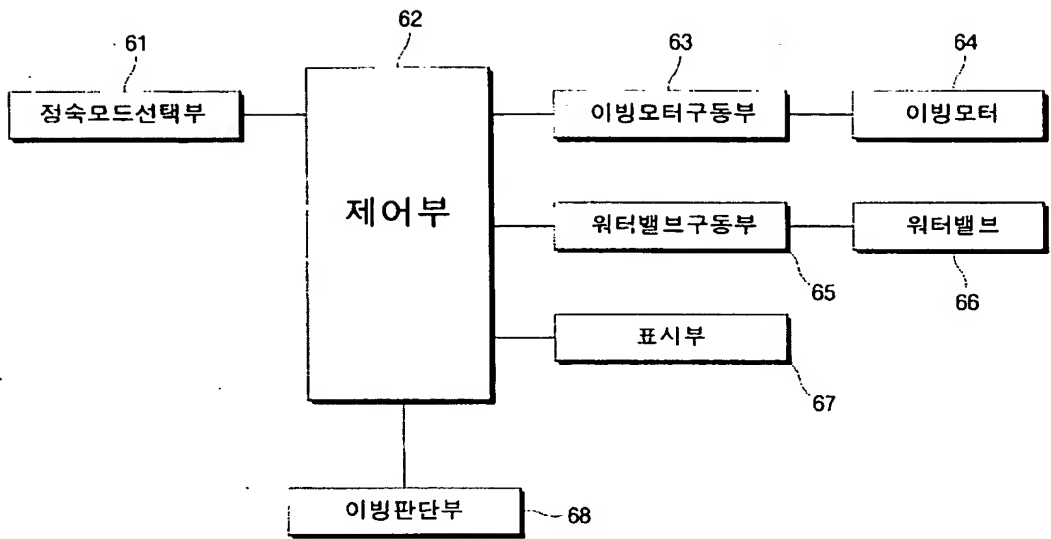 61
62
63
64
정숙모드선택부
이빙모터구동부
이빙모터
제어부
워터밸브구동부
워터밸브
65
66
표시부
67
이빙판단부
68